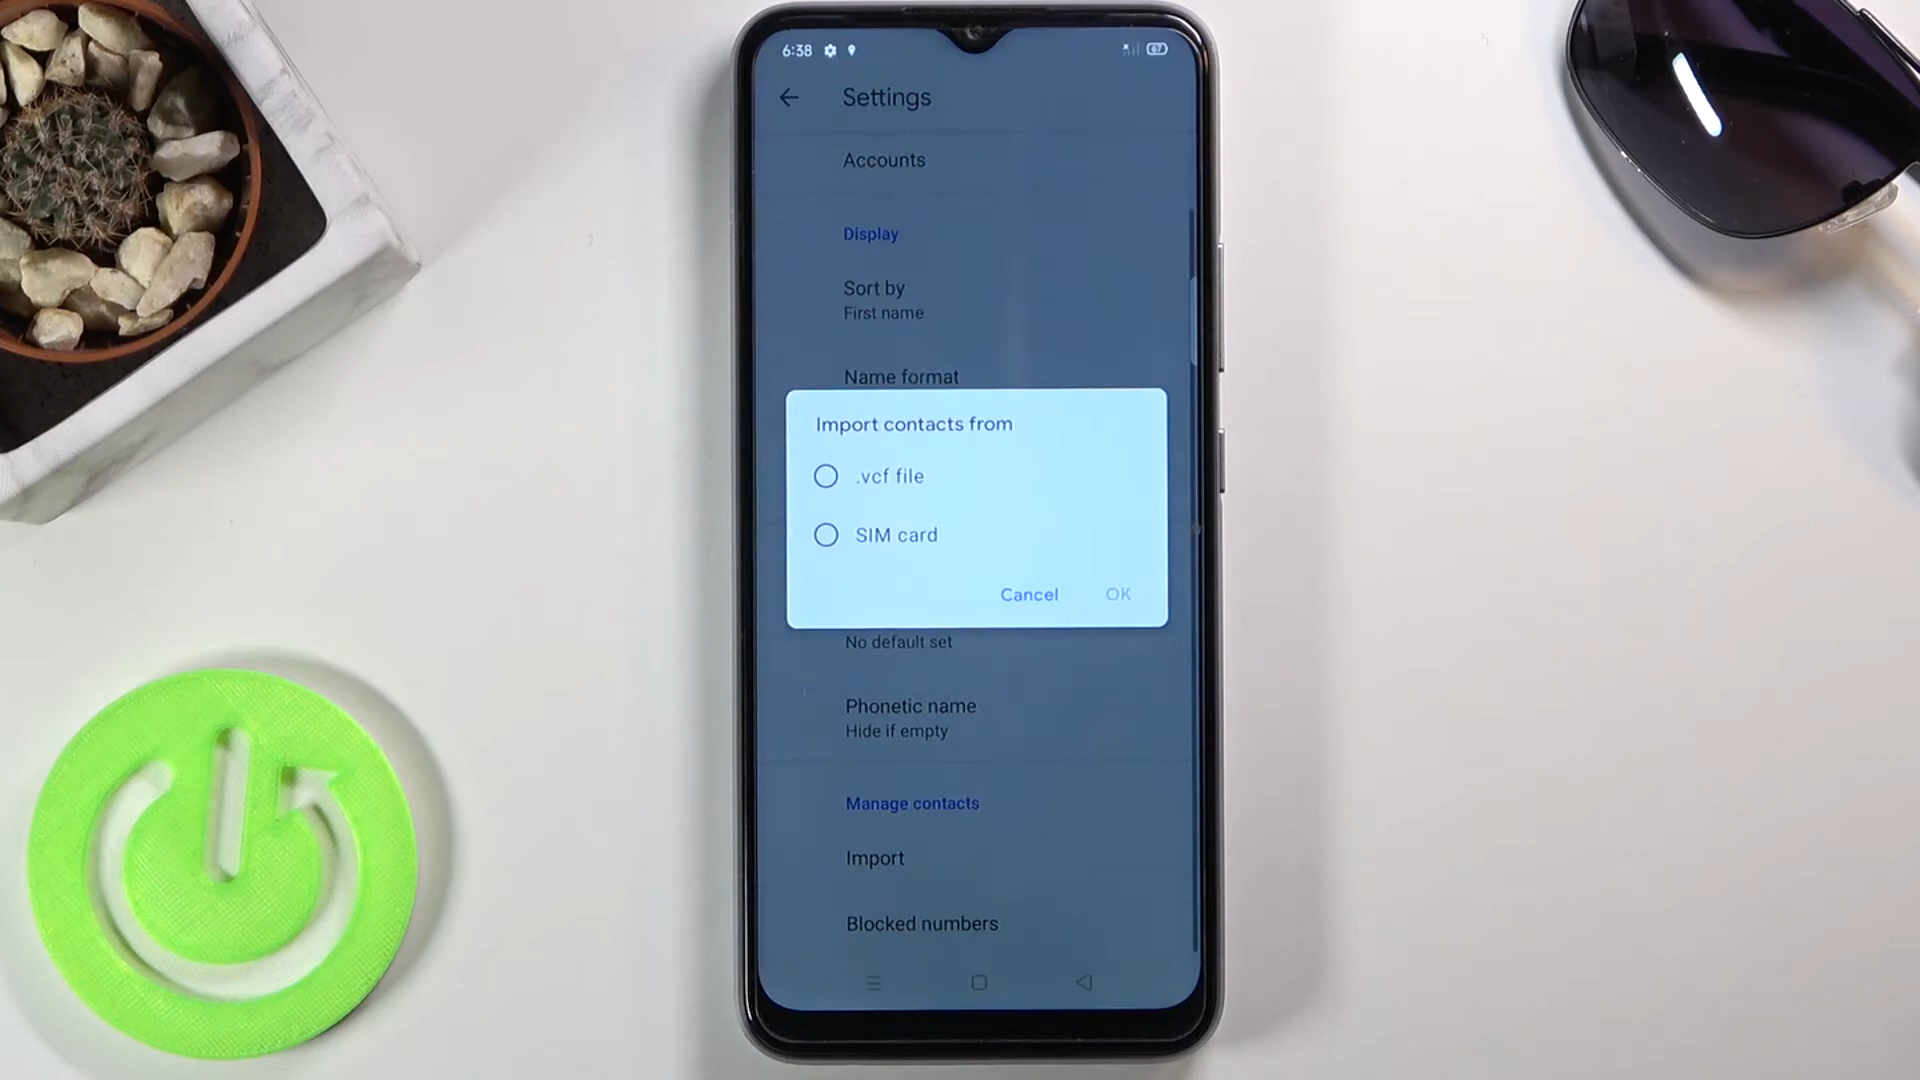 6:38
67
Settings
Accounts
Display
Sort by
First name
Name format
Import contacts from
.vcf file
SIM card
Cancel OK
No default set
Phonetic name
Hide if empty
Manage contacts
Import
Blocked numbers